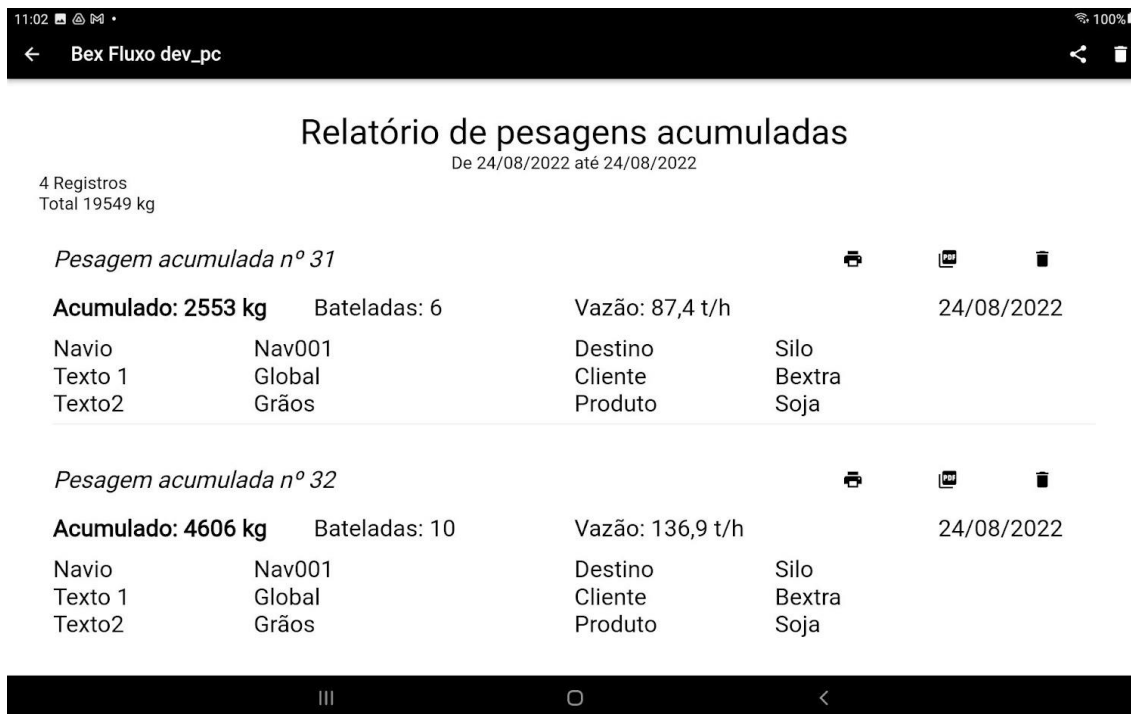 11:02 100%
Bex Fluxo dev_pc
Relatório de pesagens acumuladas
De 24/08/2022 até 24/08/2022
4 Registros
Total 19549 kg
Pesagem acumulada nº 31 PDF
Acumulado: 2553 kg Bateladas: 6 Vazão: 87,4 t/h 24/08/2022
Navio Nav001 Destino Silo
Texto 1 Global Cliente Bextra
Texto2 Grãos Produto Soja
Pesagem acumulada nº 32 PDF
Acumulado: 4606 kg Bateladas: 10 Vazão: 136,9 t/h 24/08/2022
Navio Nav001 Destino Silo
Texto 1 Global Cliente Bextra
Texto2 Grãos Produto Soja